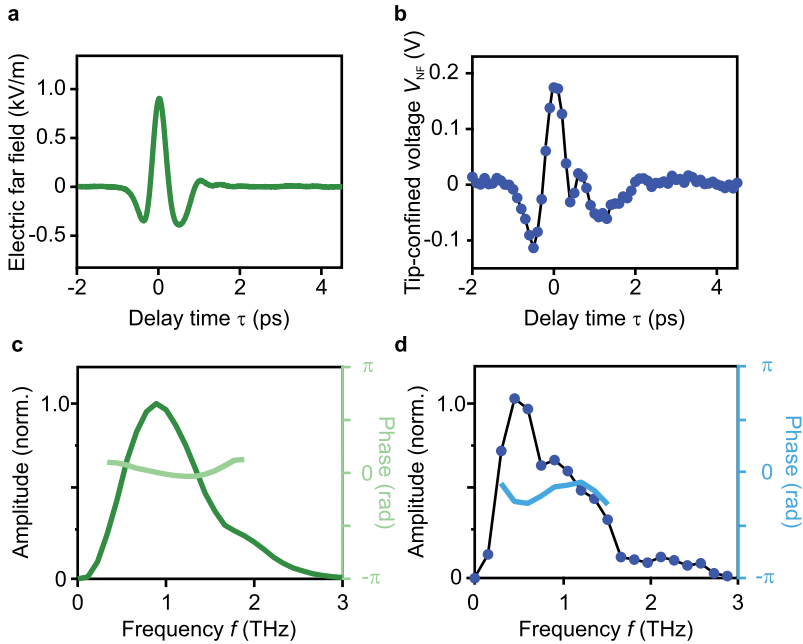 a
Electric far field (kV/m)
1.0
0.5
0
-0.5
-2
0
2
4
Delay time τ (ps)
b
Tip-confined voltage V_NF (V)
0.2
0.1
0
-0.1
-2
0
2
4
Delay time τ (ps)
c
Amplitude (norm.)
1.0
0
π
0
-π
Phase (rad)
0
1
2
3
Frequency f (THz)
d
Amplitude (norm.)
1.0
0
π
0
-π
Phase (rad)
0
1
2
3
Frequency f (THz)